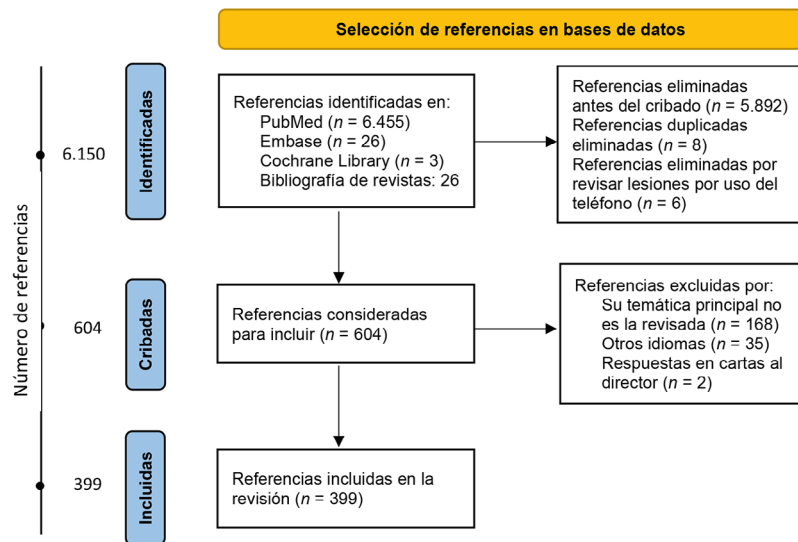 Selección de referencias en bases de datos
Número de referencias
6.150
Identificadas
Referencias identificadas en:
PubMed (n = 6.455)
Embase (n = 26)
Cochrane Library (n = 3)
Bibliografía de revistas: 26
Referencias eliminadas
antes del cribado (n = 5.892)
Referencias duplicadas
eliminadas (n = 8)
Referencias eliminadas por
revisar lesiones por uso del
teléfono (n = 6)
604
Cribadas
Referencias consideradas
para incluir (n = 604)
Referencias excluidas por:
Su temática principal no
es la revisada (n = 168)
Otros idiomas (n = 35)
Respuestas en cartas al
director (n = 2)
399
Incluidas
Referencias incluidas en la
revisión (n = 399)